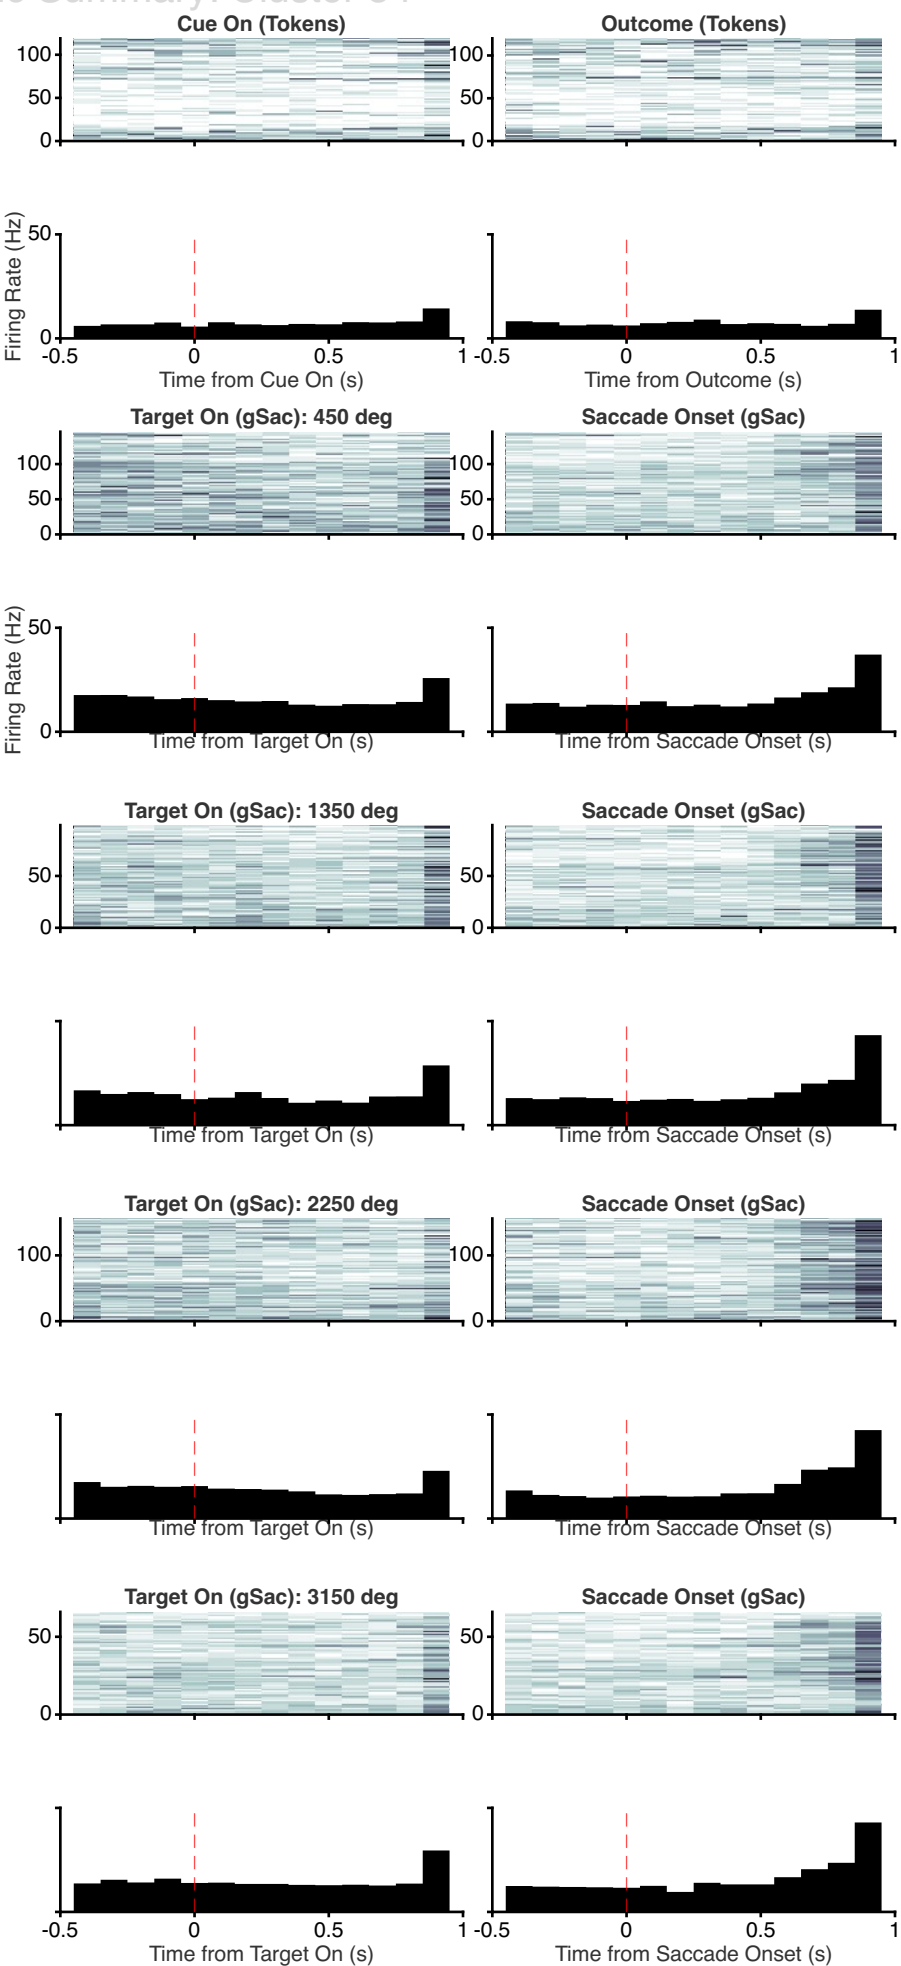 Summary: Cluster
Cue On (Tokens) Outcome (Tokens)
100 100
50 50
0 0
Firing Rate (Hz)
50
0
-0.5 0 0.5 1 -0.5 0 0.5 1
Time from Cue On (s) Time from Outcome (s)
Target On (gSac): 450 deg Saccade Onset (gSac)
100 100
50 50
0 0
Firing Rate (Hz)
50
0
Time from Target On (s) Time from Saccade Onset (s)
Target On (gSac): 1350 deg Saccade Onset (gSac)
50 50
0 0
Time from Target On (s) Time from Saccade Onset (s)
Target On (gSac): 2250 deg Saccade Onset (gSac)
100 100
0 0
Time from Target On (s) Time from Saccade Onset (s)
Target On (gSac): 3150 deg Saccade Onset (gSac)
50 50
0 0
-0.5 0 0.5 1 -0.5 0 0.5 1
Time from Target On (s) Time from Saccade Onset (s)